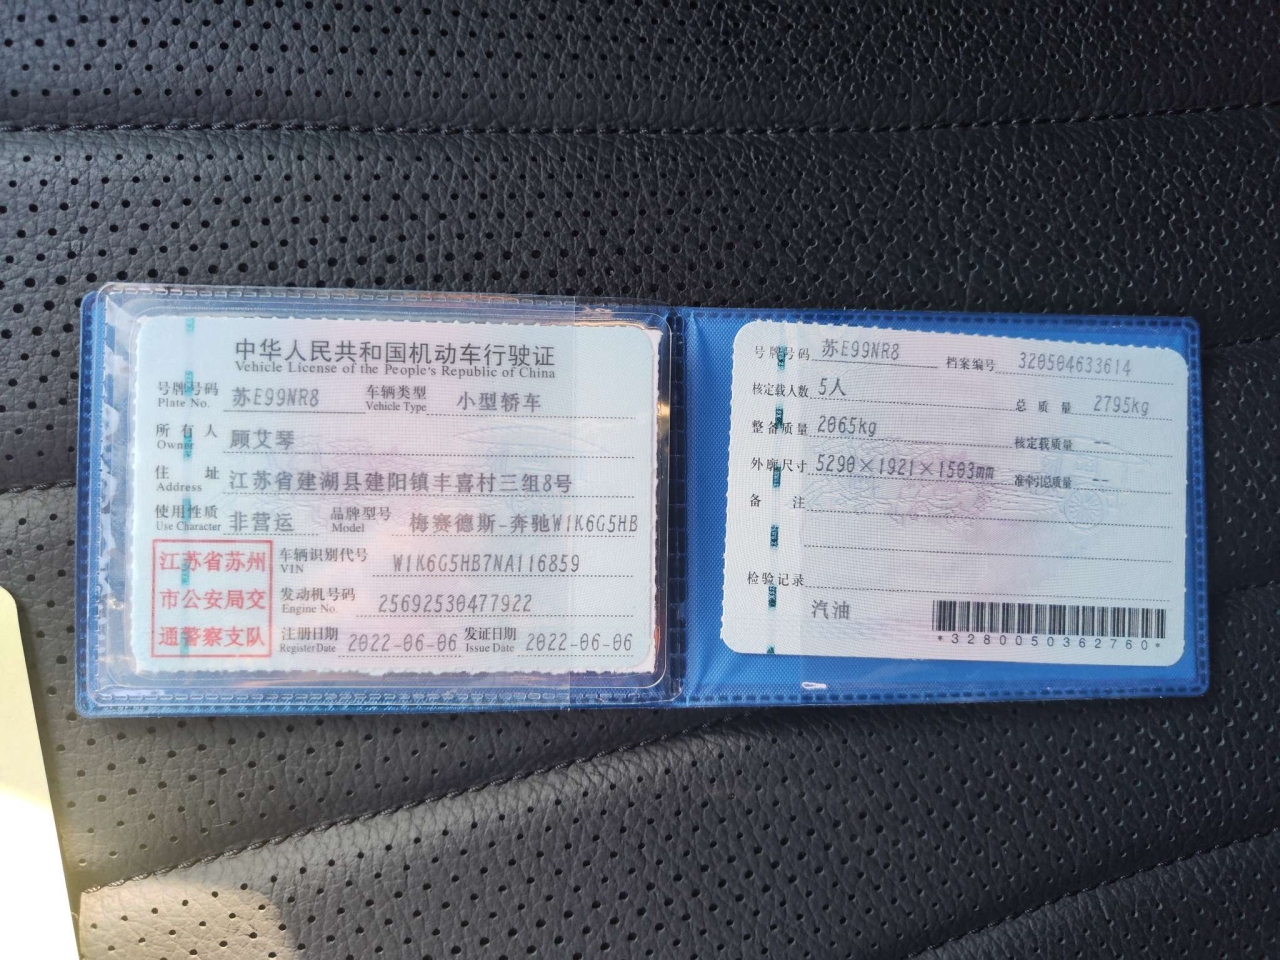 中华人民共和国机动车行驶证
Vehicle License of the People's Republic of China
号牌号码 Plate No. 苏E99NR8 车辆类型 Vehicle Type 小型轿车
所有人 Owner 顾艾琴
住址 Address 江苏省建湖县建阳镇丰喜村三组8号
使用性质 Use Character 非营运 品牌型号 Model 梅赛德斯-奔驰W1K6G5HB
江苏省苏州
市公安局交
通警察支队
车辆识别代号 VIN W1K6G5HB7NA116859
发动机号码 Engine No. 25692530477922
注册日期 Register Date 2022-06-06 发证日期 Issue Date 2022-06-06
号牌号码 苏E99NR8 档案编号 320504633614
核定载人数 5人 总质量 2795kg
整备质量 2065kg 核定载质量 --
外廓尺寸 5290×1921×1503mm 准牵引总质量 --
备注
检验记录
汽油
*3280050362760*